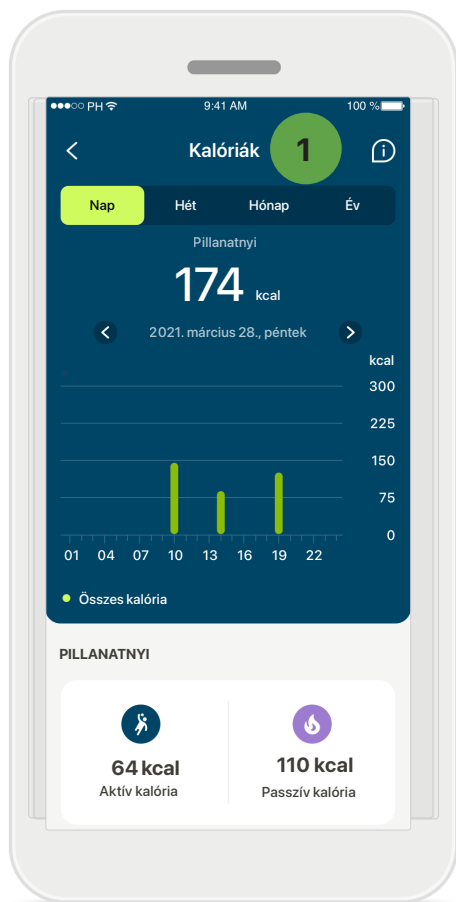 PH 9:41 AM 100 %
Kalóriák 1
Nap Hét Hónap Év
Pillanatnyi
174 kcal
2021. március 28., péntek
kcal
300
225
150
75
0
01 04 07 10 13 16 19 22
Összes kalória
PILLANATNYI
64 kcal 110 kcal
Aktív kalória Passzív kalória